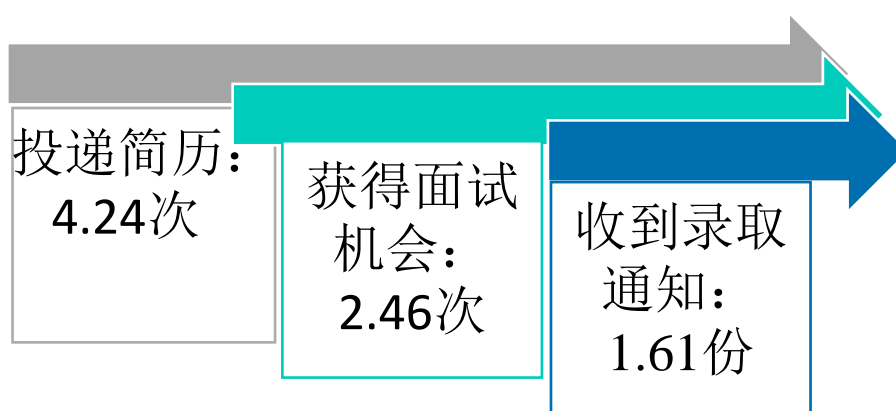 投递简历：
4.24次
获得面试
机会：
2.46次
收到录取
通知：
1.61份